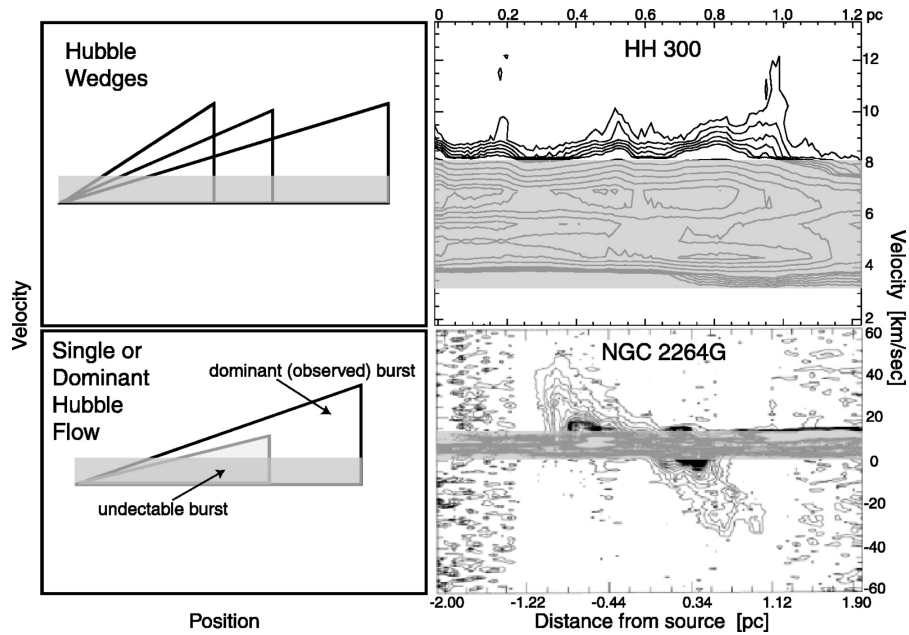 0 0.2 0.4 0.6 0.8 1.0 1.2 pc
Hubble
Wedges
HH 300
12
10
8
6
4
2
Velocity
Velocity [km/sec]
Single or
Dominant
Hubble
Flow
dominant (observed) burst
undectable burst
NGC 2264G
60
40
20
0
-20
-40
-60
-2.00 -1.22 -0.44 0.34 1.12 1.90
Position
Distance from source [pc]